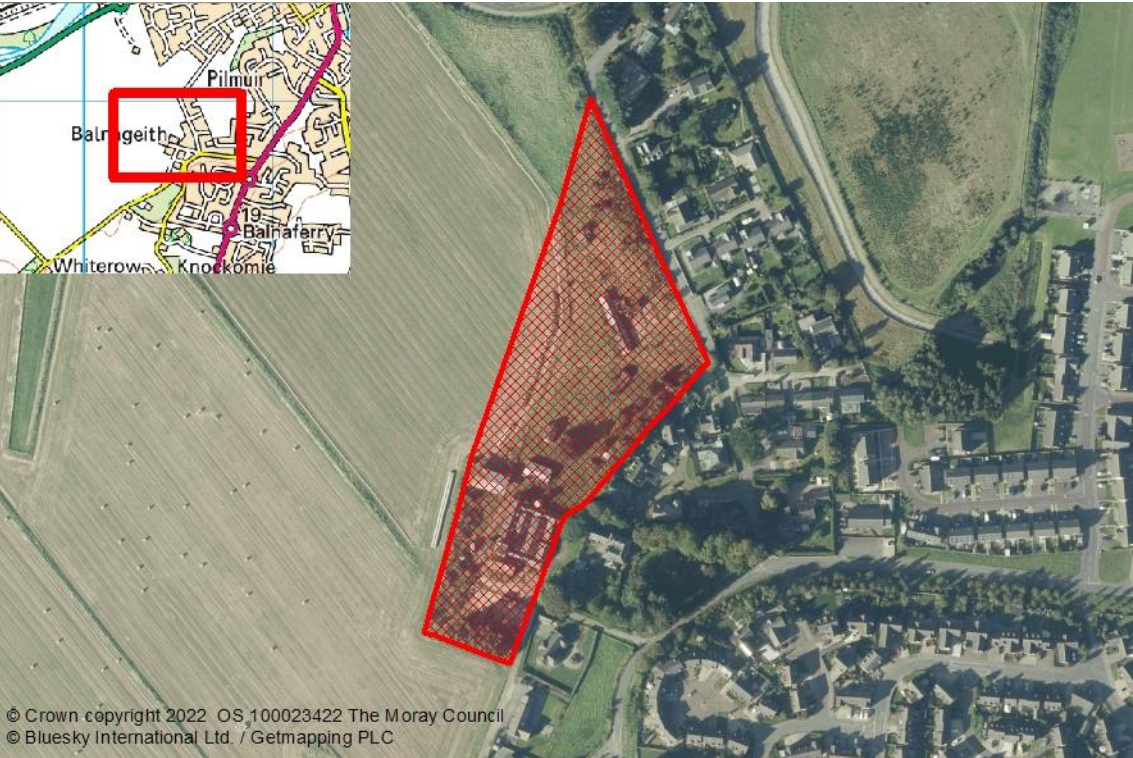 Pilmuir
Balnageith
19
Balnaferry
Whiterow
Knockomie
© Crown copyright 2022 OS 100023422 The Moray Council
© Bluesky International Ltd. / Getmapping PLC